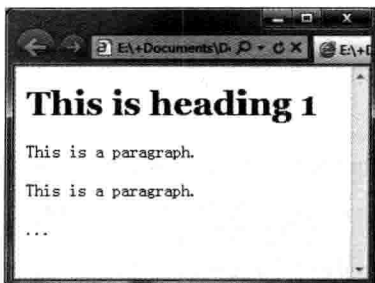 E:\+Documents\D
E:\+D
This is heading 1
This is a paragraph.
This is a paragraph.
...